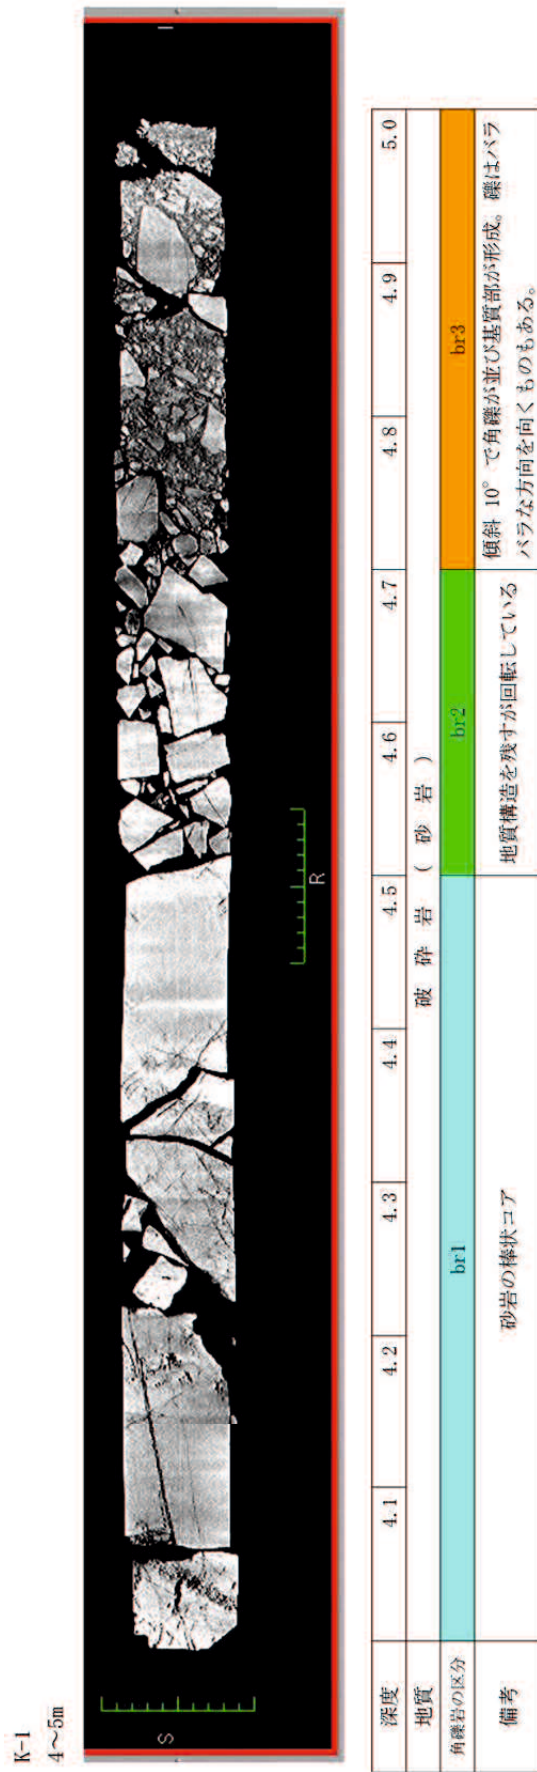 K-1
4～5m
S
I
R
深度 4.1 4.2 4.3 4.4 4.5 4.6 4.7 4.8 4.9 5.0
地質 破砕岩(砂岩)
角礫岩の区分 br1 br2 br3
備考 砂岩の棒状コア 地質構造を残すが回転している 傾斜 10° で角礫が並び基質部が形成。礫はバラ
バラな方向を向くものもある。